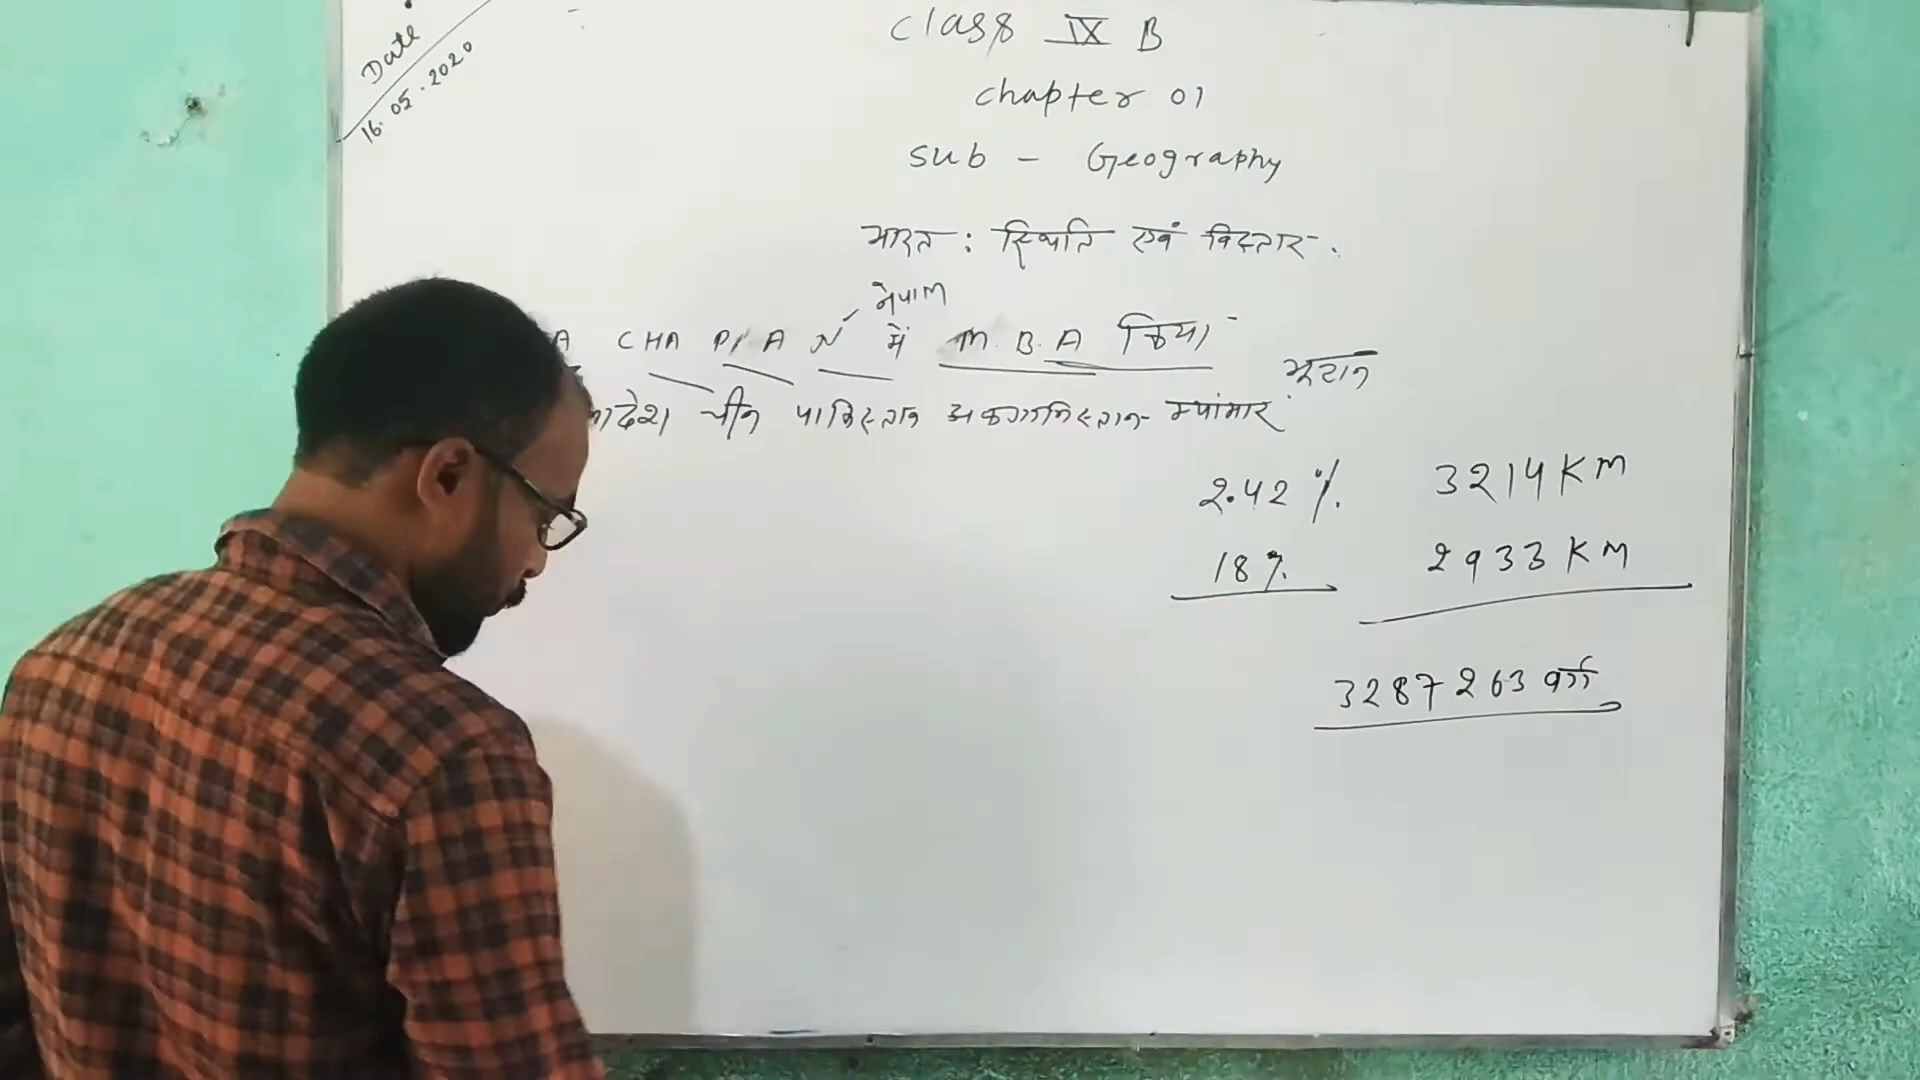 Date
16.05.2020
Class IX B
Chapter 01
Sub - Geography
भारत : स्थिति एवं विस्तार.
नेपाल
A CHA P A N में M. B. A किया
भूटान
चीन पाकिस्तान अफगानिस्तान म्यांमार
2.42 % 3214 KM
18% 2933 KM
3287263 वर्ग